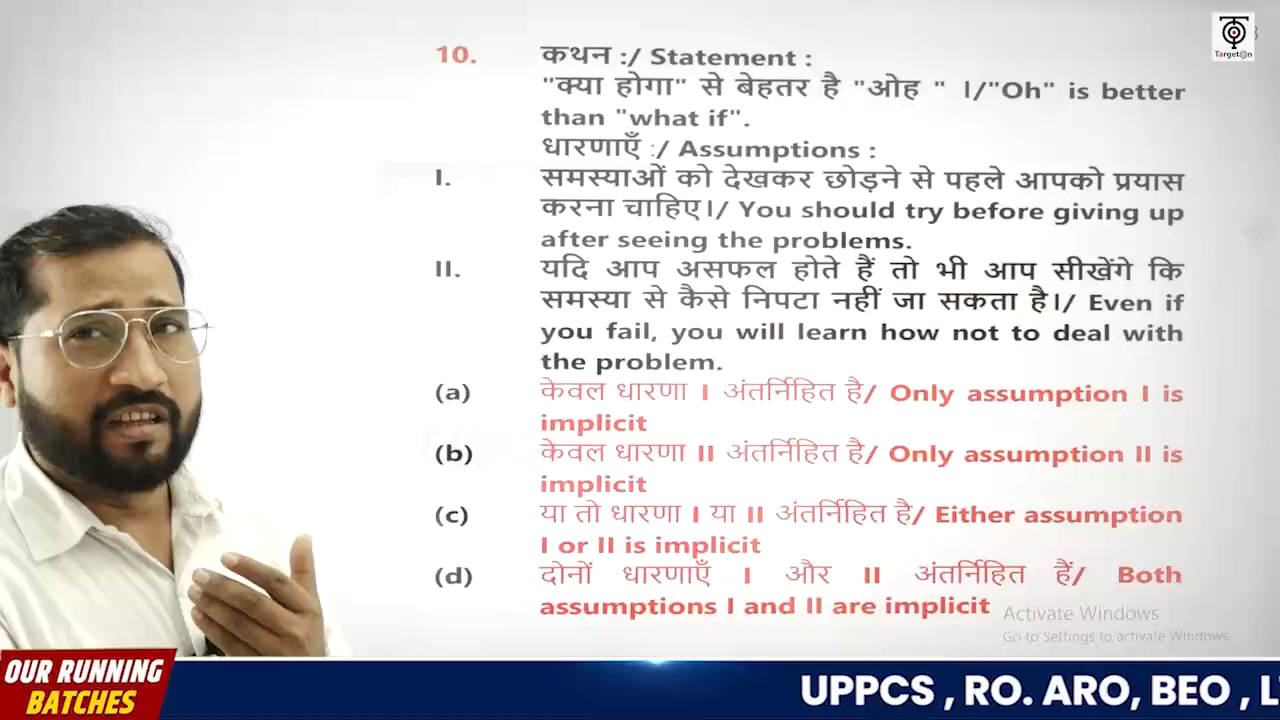 Target@n
10. कथन :/ Statement :
"क्या होगा" से बेहतर है "ओह " ।/"Oh" is better
than "what if".
धारणाएँ :/ Assumptions :
I. समस्याओं को देखकर छोड़ने से पहले आपको प्रयास
करना चाहिए।/ You should try before giving up
after seeing the problems.
II. यदि आप असफल होते हैं तो भी आप सीखेंगे कि
समस्या से कैसे निपटा नहीं जा सकता है।/ Even if
you fail, you will learn how not to deal with
the problem.
(a) केवल धारणा I अंतर्निहित है/ Only assumption I is
implicit
(b) केवल धारणा II अंतर्निहित है/ Only assumption II is
implicit
(c) या तो धारणा I या II अंतर्निहित है/ Either assumption
I or II is implicit
(d) दोनों धारणाएँ I और II अंतर्निहित हैं/ Both
assumptions I and II are implicit
Activate Windows
Go to Settings to activate Windows.
OUR RUNNING
BATCHES
UPPCS , RO. ARO, BEO , LT